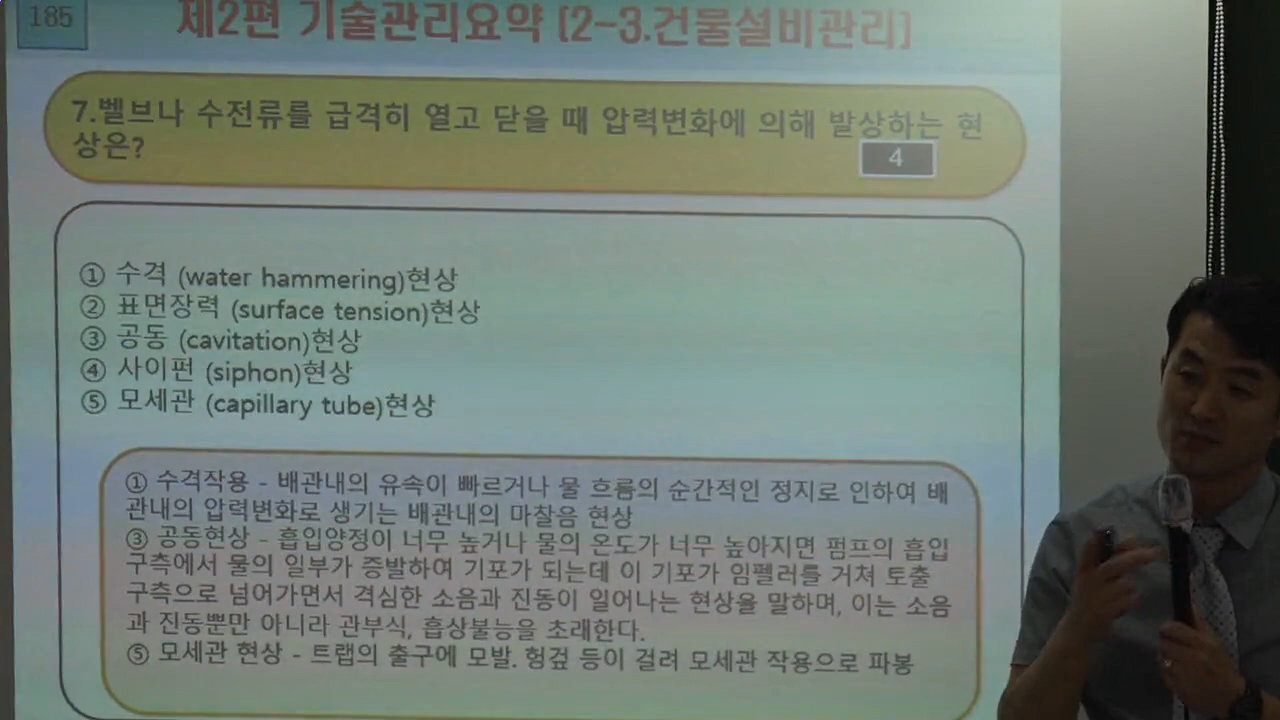 185
제2편 기술관리요약 [2-3.건물설비관리]
7.벨브나 수전류를 급격히 열고 닫을 때 압력변화에 의해 발상하는 현
상은?
4
① 수격 (water hammering)현상
② 표면장력 (surface tension)현상
③ 공동 (cavitation)현상
④ 사이펀 (siphon)현상
⑤ 모세관 (capillary tube)현상
① 수격작용 - 배관내의 유속이 빠르거나 물 흐름의 순간적인 정지로 인하여 배
관내의 압력변화로 생기는 배관내의 마찰음 현상
③ 공동현상 - 흡입양정이 너무 높거나 물의 온도가 너무 높아지면 펌프의 흡입
구측에서 물의 일부가 증발하여 기포가 되는데 이 기포가 임펠러를 거쳐 토출
구측으로 넘어가면서 격심한 소음과 진동이 일어나는 현상을 말하며, 이는 소음
과 진동뿐만 아니라 관부식, 흡상불능을 초래한다.
⑤ 모세관 현상 - 트랩의 출구에 모발. 헝겊 등이 걸려 모세관 작용으로 파봉